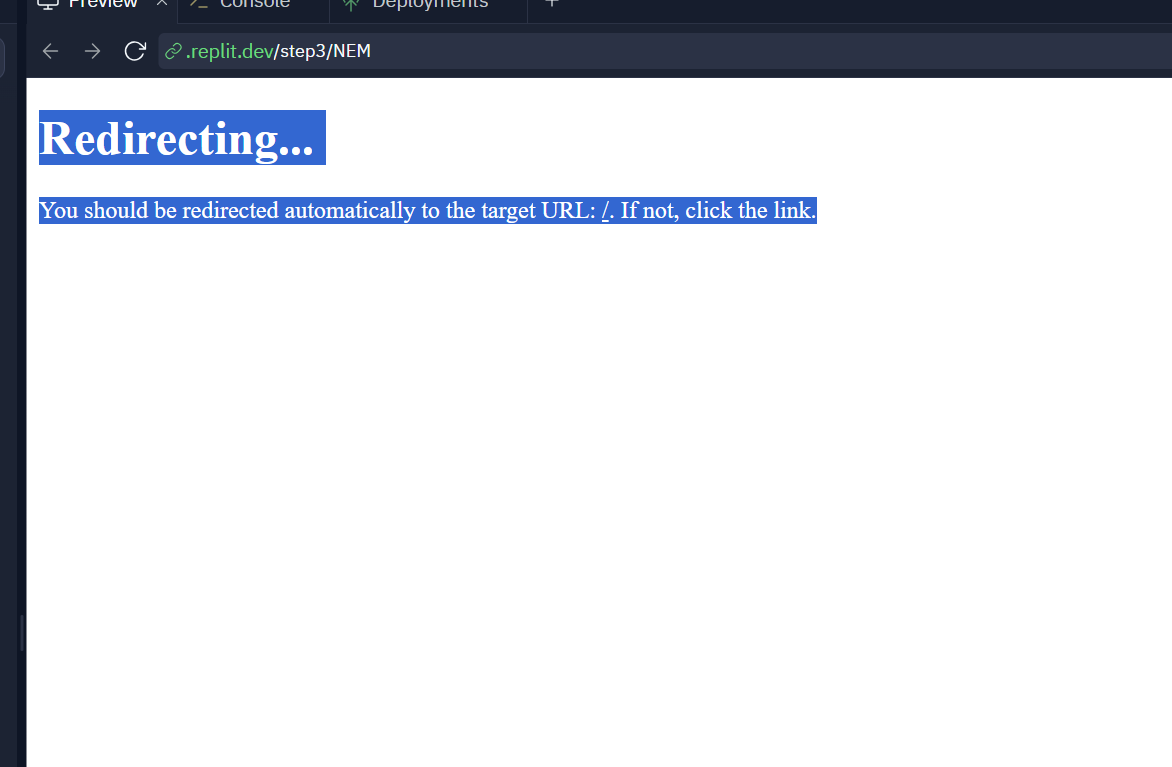 Preview Console Deployments
.replit.dev/step3/NEM
Redirecting...
You should be redirected automatically to the target URL: /. If not, click the link.